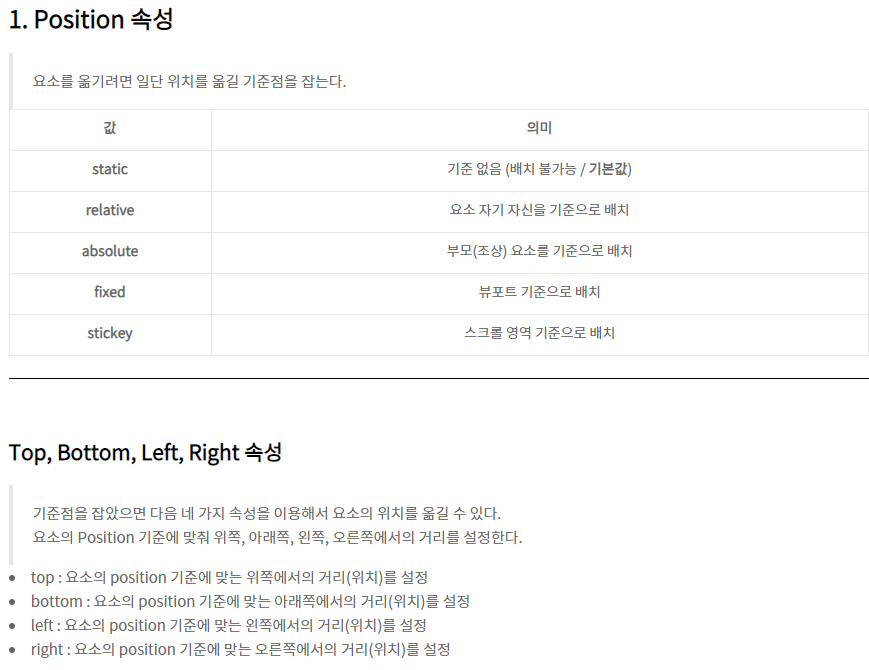 1. Position 속성
요소를 옮기려면 일단 위치를 옮길 기준점을 잡는다.
값 의미
static 기준 없음 (배치 불가능 / 기본값)
relative 요소 자기 자신을 기준으로 배치
absolute 부모(조상) 요소를 기준으로 배치
fixed 뷰포트 기준으로 배치
stickey 스크롤 영역 기준으로 배치
Top, Bottom, Left, Right 속성
기준점을 잡았으면 다음 네 가지 속성을 이용해서 요소의 위치를 옮길 수 있다.
요소의 Position 기준에 맞춰 위쪽, 아래쪽, 왼쪽, 오른쪽에서의 거리를 설정한다.
• top : 요소의 position 기준에 맞는 위쪽에서의 거리(위치)를 설정
• bottom : 요소의 position 기준에 맞는 아래쪽에서의 거리(위치)를 설정
• left : 요소의 position 기준에 맞는 왼쪽에서의 거리(위치)를 설정
• right : 요소의 position 기준에 맞는 오른쪽에서의 거리(위치)를 설정